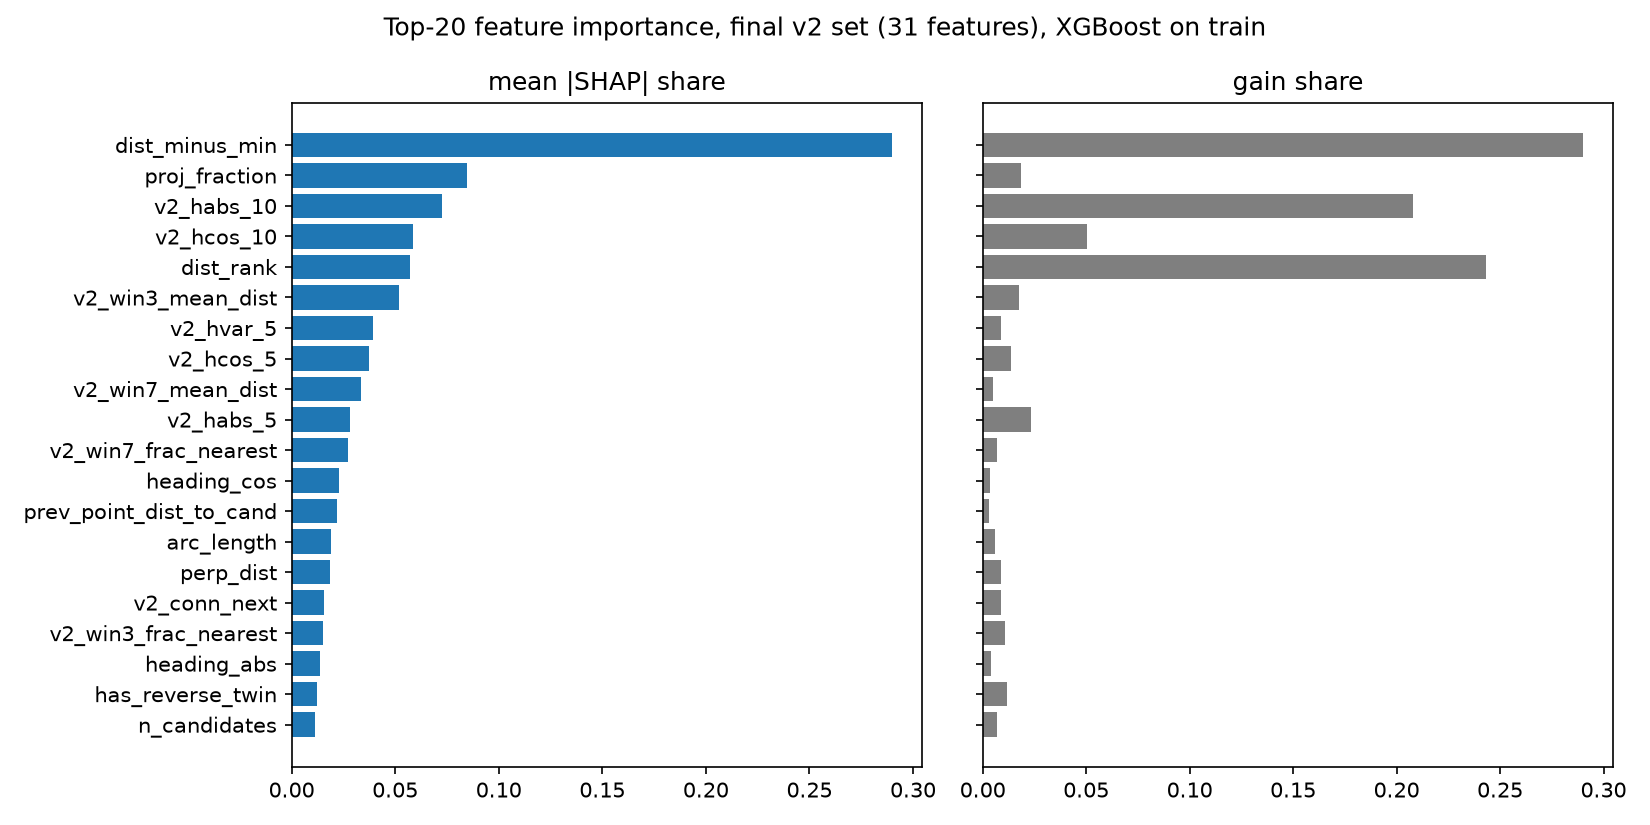 Top-20 feature importance, final v2 set (31 features), XGBoost on train
mean |SHAP| share
gain share
dist_minus_min
proj_fraction
v2_habs_10
v2_hcos_10
dist_rank
v2_win3_mean_dist
v2_hvar_5
v2_hcos_5
v2_win7_mean_dist
v2_habs_5
v2_win7_frac_nearest
heading_cos
prev_point_dist_to_cand
arc_length
perp_dist
v2_conn_next
v2_win3_frac_nearest
heading_abs
has_reverse_twin
n_candidates
0.00 0.05 0.10 0.15 0.20 0.25 0.30
0.00 0.05 0.10 0.15 0.20 0.25 0.30